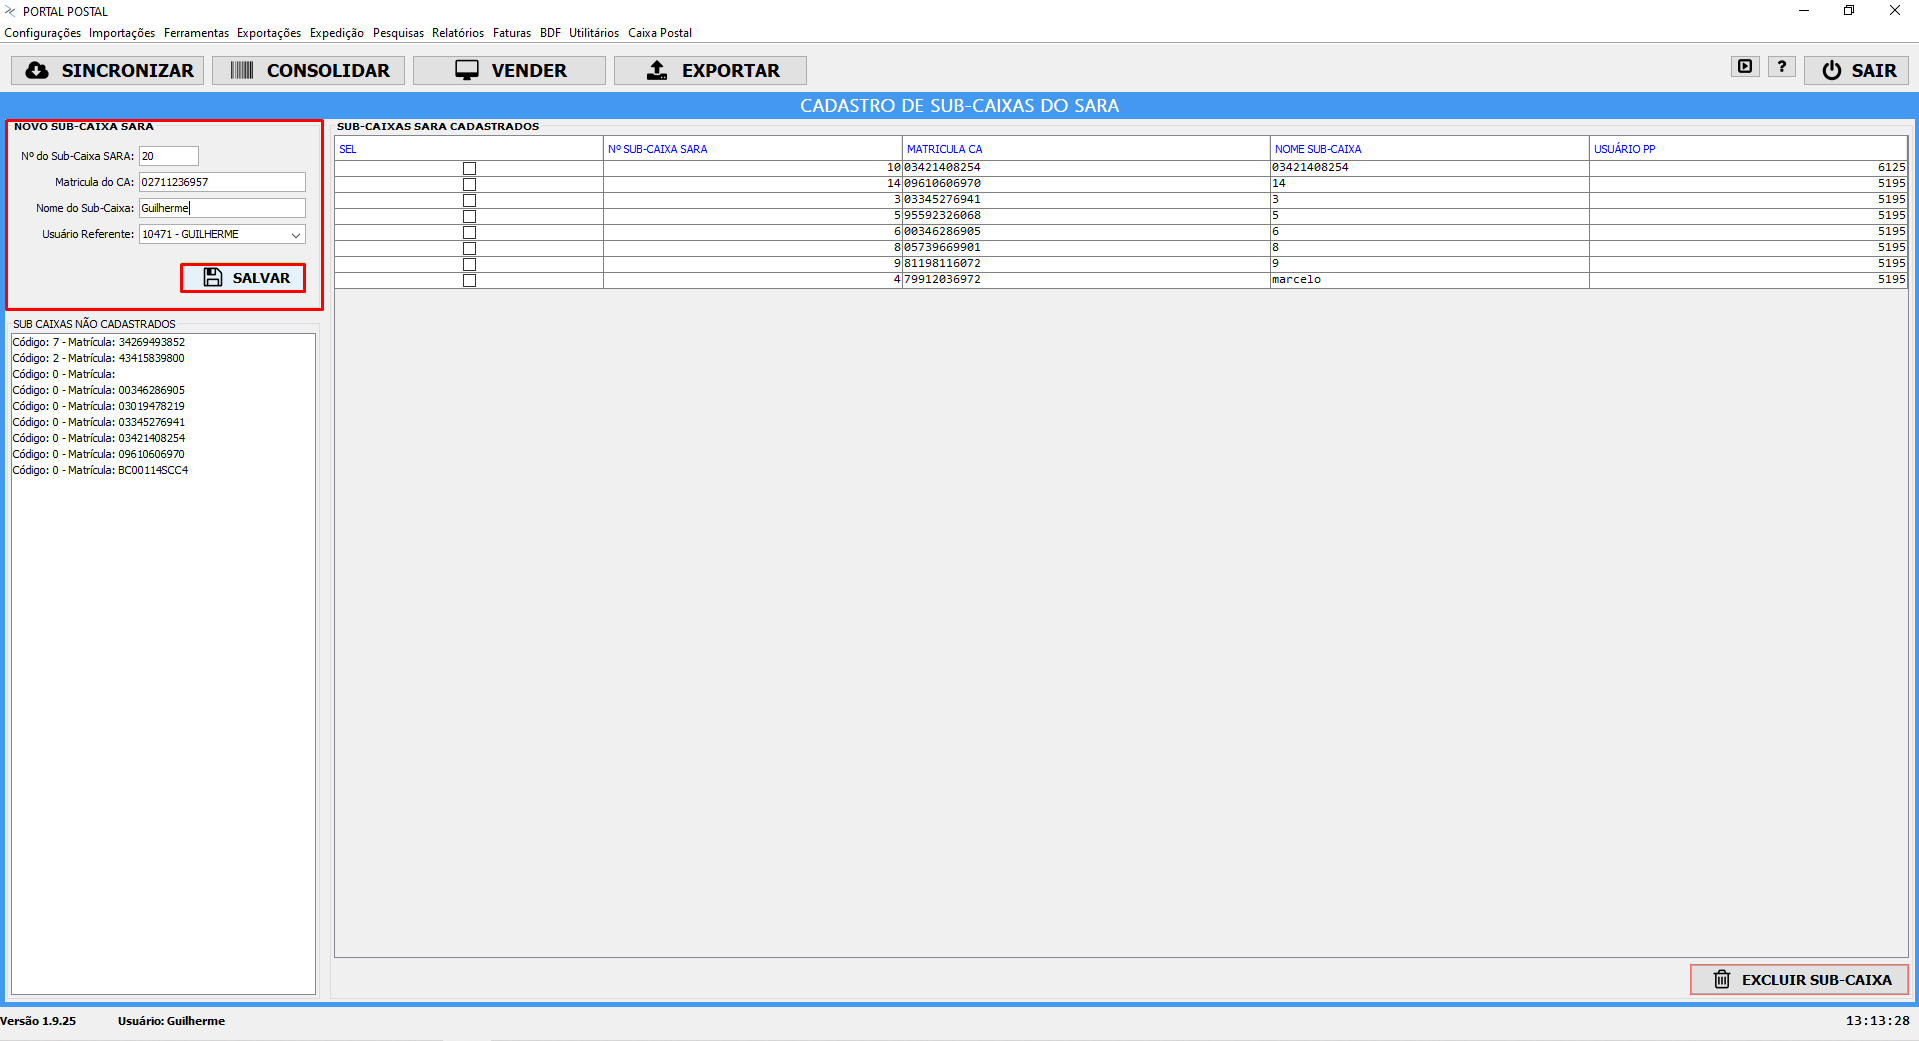 PORTAL POSTAL
Configurações Importações Ferramentas Exportações Expedição Pesquisas Relatórios Faturas BDF Utilitários Caixa Postal
SINCRONIZAR CONSOLIDAR VENDER EXPORTAR ? SAIR
CADASTRO DE SUB-CAIXAS DO SARA
NOVO SUB-CAIXA SARA
Nº do Sub-Caixa SARA: 20
Matricula do CA: 02711236957
Nome do Sub-Caixa: Guilherme
Usuário Referente: 10471 - GUILHERME
SALVAR
SUB CAIXAS NÃO CADASTRADOS
Código: 7 - Matrícula: 34269493852
Código: 2 - Matrícula: 43415839800
Código: 0 - Matrícula:
Código: 0 - Matrícula: 00346286905
Código: 0 - Matrícula: 03019478219
Código: 0 - Matrícula: 03345276941
Código: 0 - Matrícula: 03421408254
Código: 0 - Matrícula: 09610606970
Código: 0 - Matrícula: BC00114SCC4
SUB-CAIXAS SARA CADASTRADOS
SEL Nº SUB-CAIXA SARA MATRICULA CA NOME SUB-CAIXA USUÁRIO PP
10 03421408254 03421408254 6125
14 09610606970 14 5195
3 03345276941 3 5195
5 95592326068 5 5195
6 00346286905 6 5195
8 05739669901 8 5195
9 81198116072 9 5195
4 79912036972 marcelo 5195
EXCLUIR SUB-CAIXA
Versão 1.9.25 Usuário: Guilherme 13:13:28